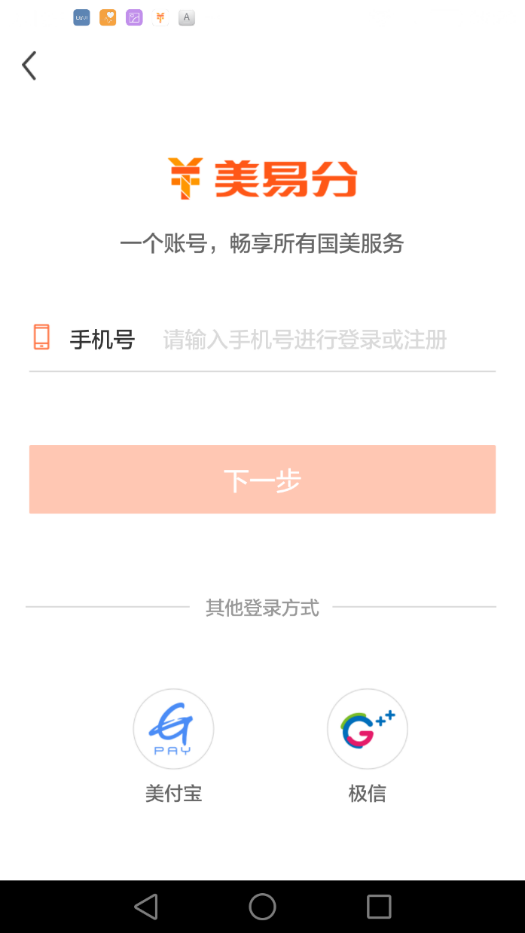 A
美易分
一个账号，畅享所有国美服务
手机号 请输入手机号进行登录或注册
下一步
其他登录方式
PAY
G++
美付宝 极信